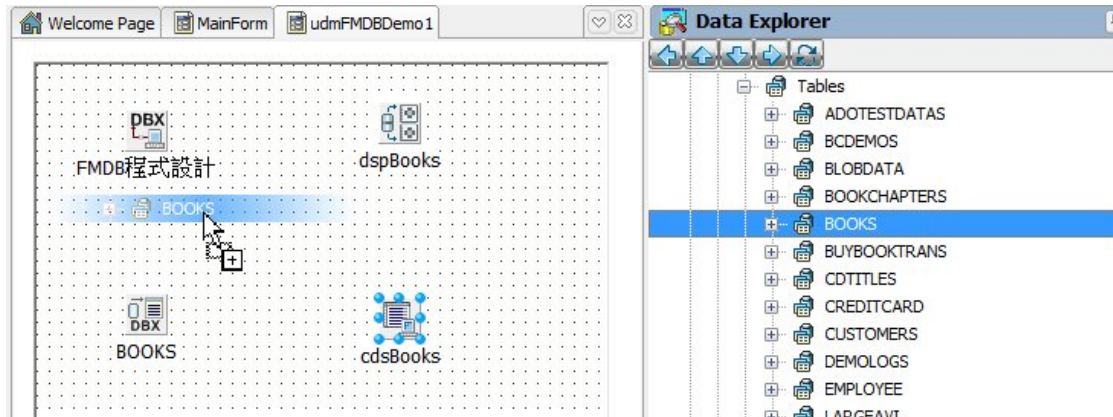 Welcome Page
MainForm
udmFMDBDemo1
Data Explorer
DBX
FMDB程式設計
dspBooks
BOOKS
DBX
BOOKS
cdsBooks
Tables
ADOTESTDATAS
BCDEMOS
BLOBDATA
BOOKCHAPTERS
BOOKS
BUYBOOKTRANS
CDTITLES
CREDITCARD
CUSTOMERS
DEMOLOGS
EMPLOYEE
LARGEAVI